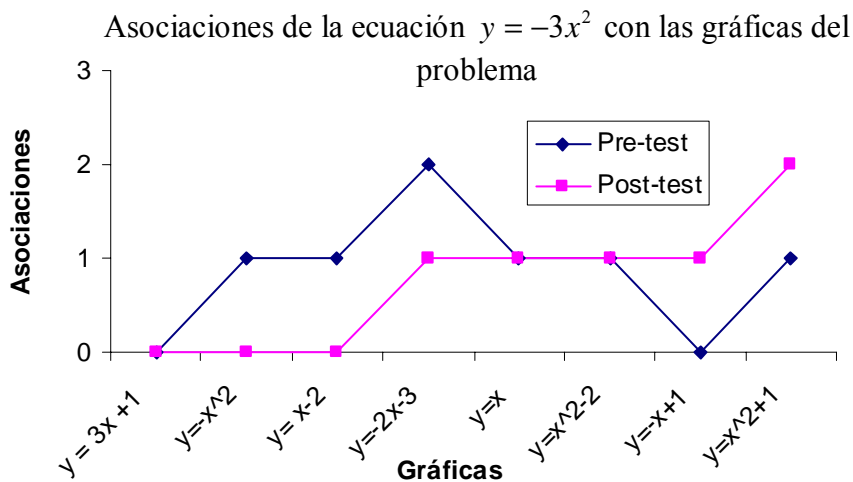 Asociaciones de la ecuación y = −3x² con las gráficas del
problema
3
2
1
0
Asociaciones
Pre-test
Post-test
y = 3x +1
y=-x^2
y= x-2
y=-2x-3
y=x
y=x^2-2
y=-x+1
y=x^2+1
Gráficas